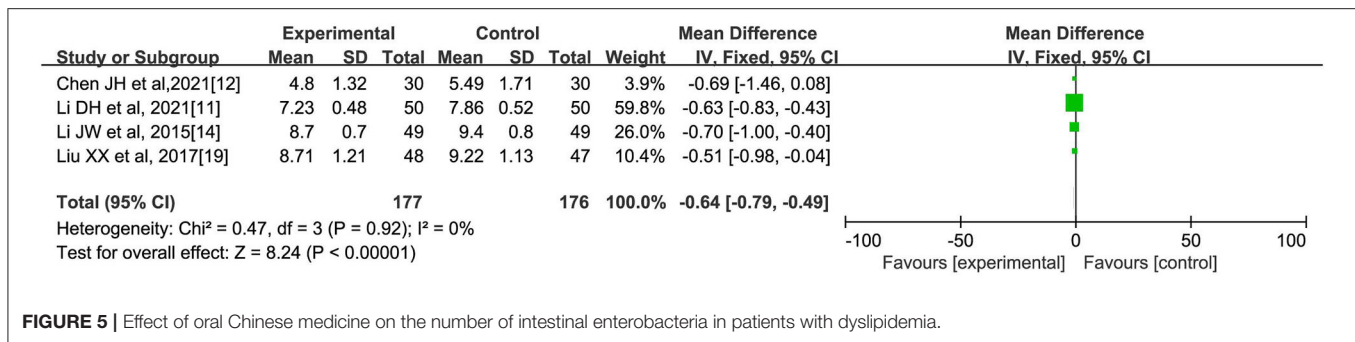 Experimental Control Mean Difference Mean Difference
Study or Subgroup Mean SD Total Mean SD Total Weight IV, Fixed, 95% CI IV, Fixed, 95% CI
Chen JH et al,2021[12] 4.8 1.32 30 5.49 1.71 30 3.9% -0.69 [-1.46, 0.08]
Li DH et al, 2021[11] 7.23 0.48 50 7.86 0.52 50 59.8% -0.63 [-0.83, -0.43]
Li JW et al, 2015[14] 8.7 0.7 49 9.4 0.8 49 26.0% -0.70 [-1.00, -0.40]
Liu XX et al, 2017[19] 8.71 1.21 48 9.22 1.13 47 10.4% -0.51 [-0.98, -0.04]
Total (95% CI) 177 176 100.0% -0.64 [-0.79, -0.49]
Heterogeneity: Chi² = 0.47, df = 3 (P = 0.92); I² = 0%
Test for overall effect: Z = 8.24 (P < 0.00001)
-100 -50 0 50 100
Favours [experimental] Favours [control]
FIGURE 5 | Effect of oral Chinese medicine on the number of intestinal enterobacteria in patients with dyslipidemia.